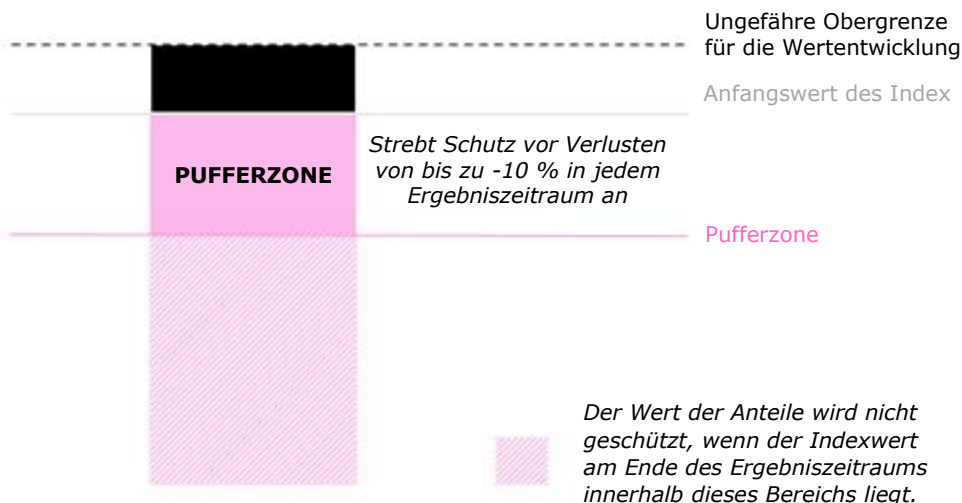 Ungefähre Obergrenze
für die Wertentwicklung
Anfangswert des Index
PUFFERZONE
Strebt Schutz vor Verlusten
von bis zu -10 % in jedem
Ergebniszeitraum an
Pufferzone
Der Wert der Anteile wird nicht
geschützt, wenn der Indexwert
am Ende des Ergebniszeitraums
innerhalb dieses Bereichs liegt.